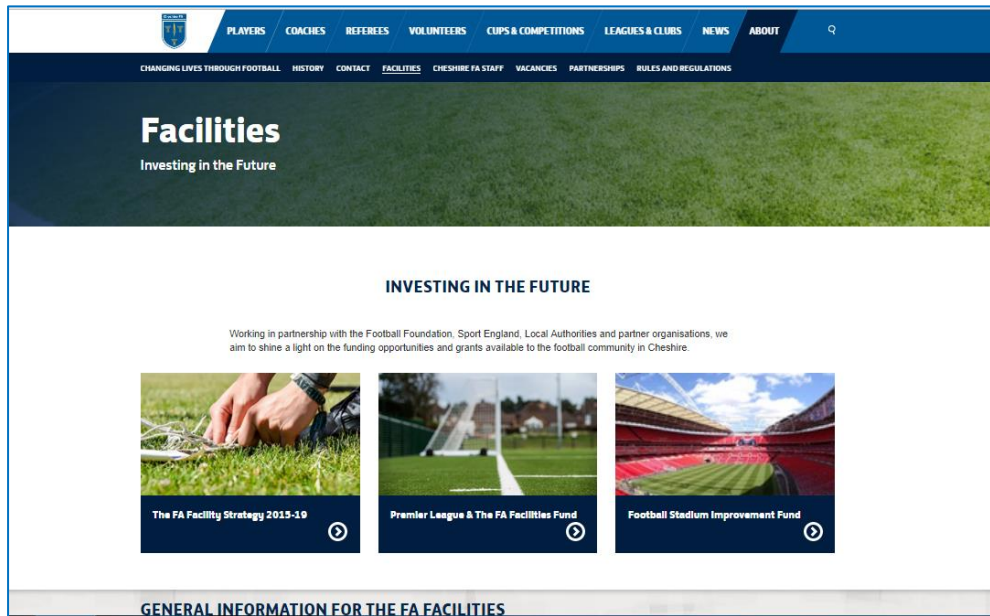 Cheshire FA
PLAYERS COACHES REFEREES VOLUNTEERS CUPS & COMPETITIONS LEAGUES & CLUBS NEWS ABOUT
CHANGING LIVES THROUGH FOOTBALL HISTORY CONTACT FACILITIES CHESHIRE FA STAFF VACANCIES PARTNERSHIPS RULES AND REGULATIONS
Facilities
Investing in the Future
INVESTING IN THE FUTURE
Working in partnership with the Football Foundation, Sport England, Local Authorities and partner organisations, we
aim to shine a light on the funding opportunities and grants available to the football community in Cheshire.
The FA Facility Strategy 2015-19
Premier League & The FA Facilities Fund
Football Stadium Improvement Fund
GENERAL INFORMATION FOR THE FA FACILITIES